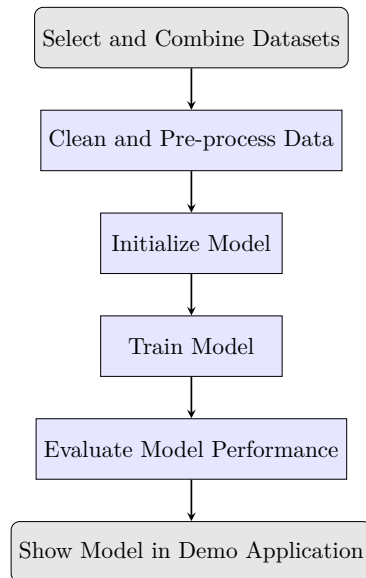 Select and Combine Datasets
Clean and Pre-process Data
Initialize Model
Train Model
Evaluate Model Performance
Show Model in Demo Application